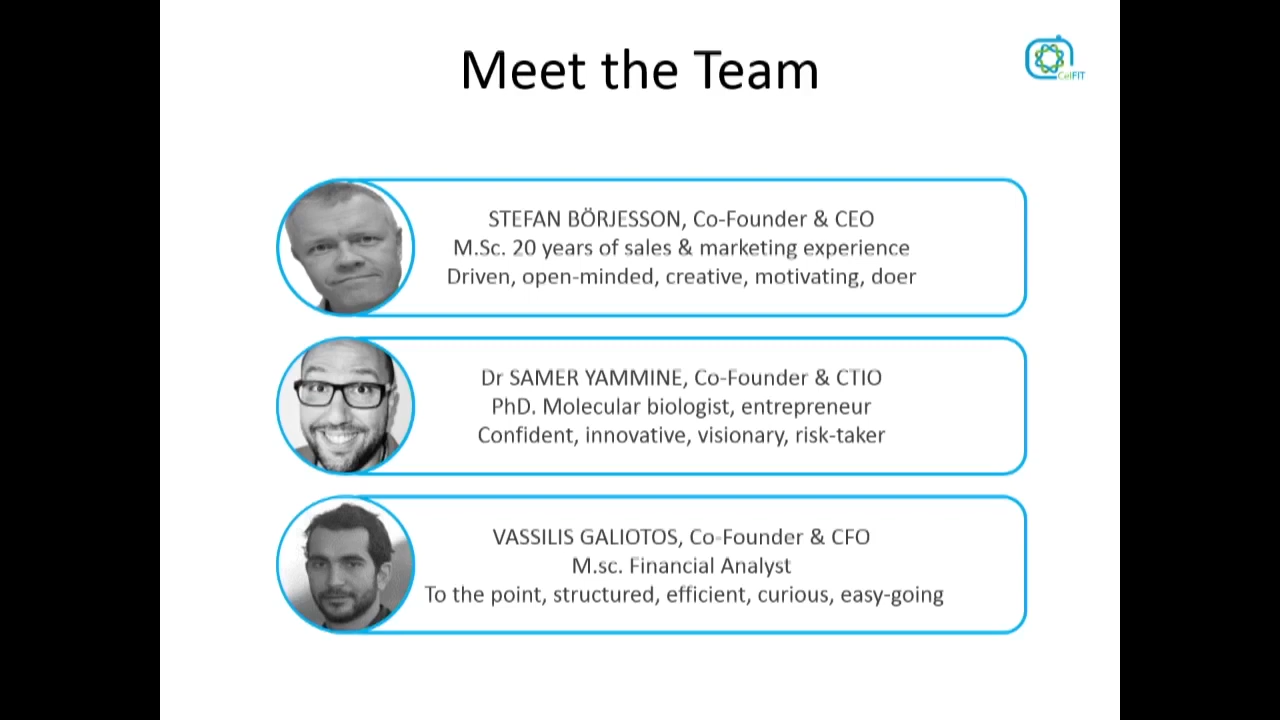 Meet the Team
CelFIT
STEFAN BÖRJESSON, Co-Founder & CEO
M.Sc. 20 years of sales & marketing experience
Driven, open-minded, creative, motivating, doer
Dr SAMER YAMMINE, Co-Founder & CTIO
PhD. Molecular biologist, entrepreneur
Confident, innovative, visionary, risk-taker
VASSILIS GALIOTOS, Co-Founder & CFO
M.sc. Financial Analyst
To the point, structured, efficient, curious, easy-going